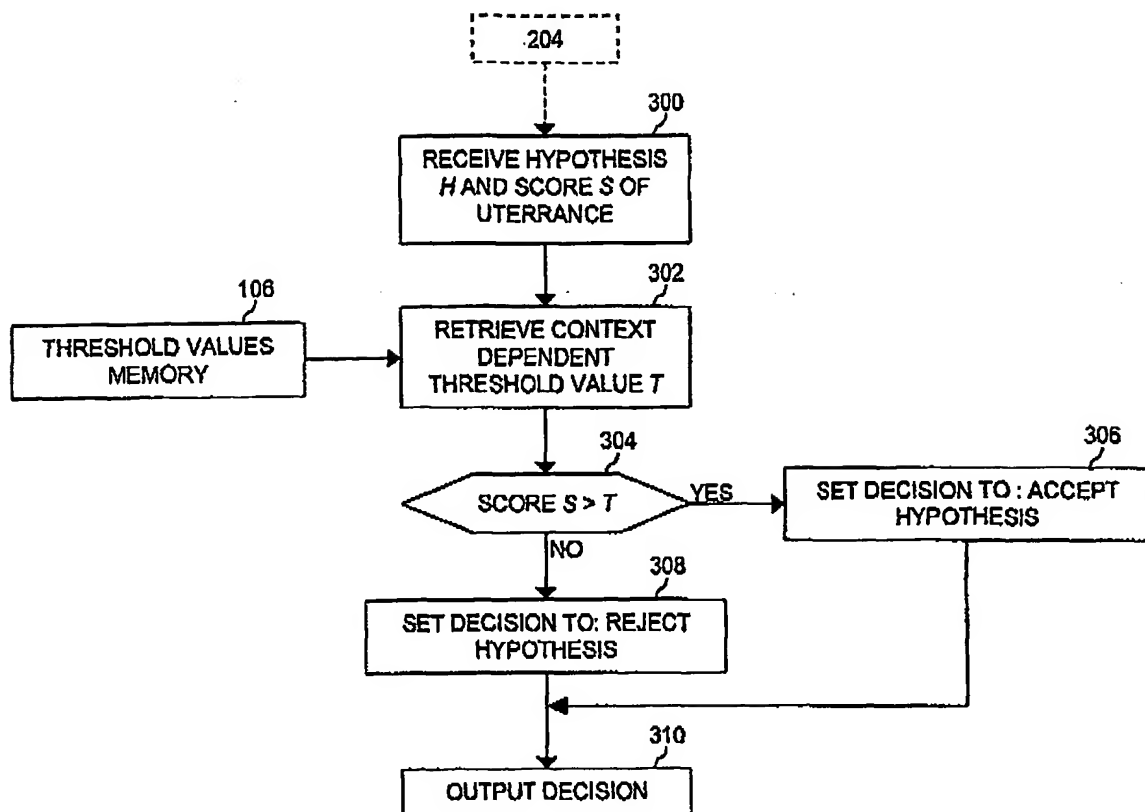 204
300
RECEIVE HYPOTHESIS
H AND SCORE S OF
UTERRANCE
302
106
THRESHOLD VALUES
MEMORY
RETRIEVE CONTEXT
DEPENDENT
THRESHOLD VALUE T
304
306
SCORE S > T
YES
SET DECISION TO : ACCEPT
HYPOTHESIS
NO
308
SET DECISION TO: REJECT
HYPOTHESIS
310
OUTPUT DECISION